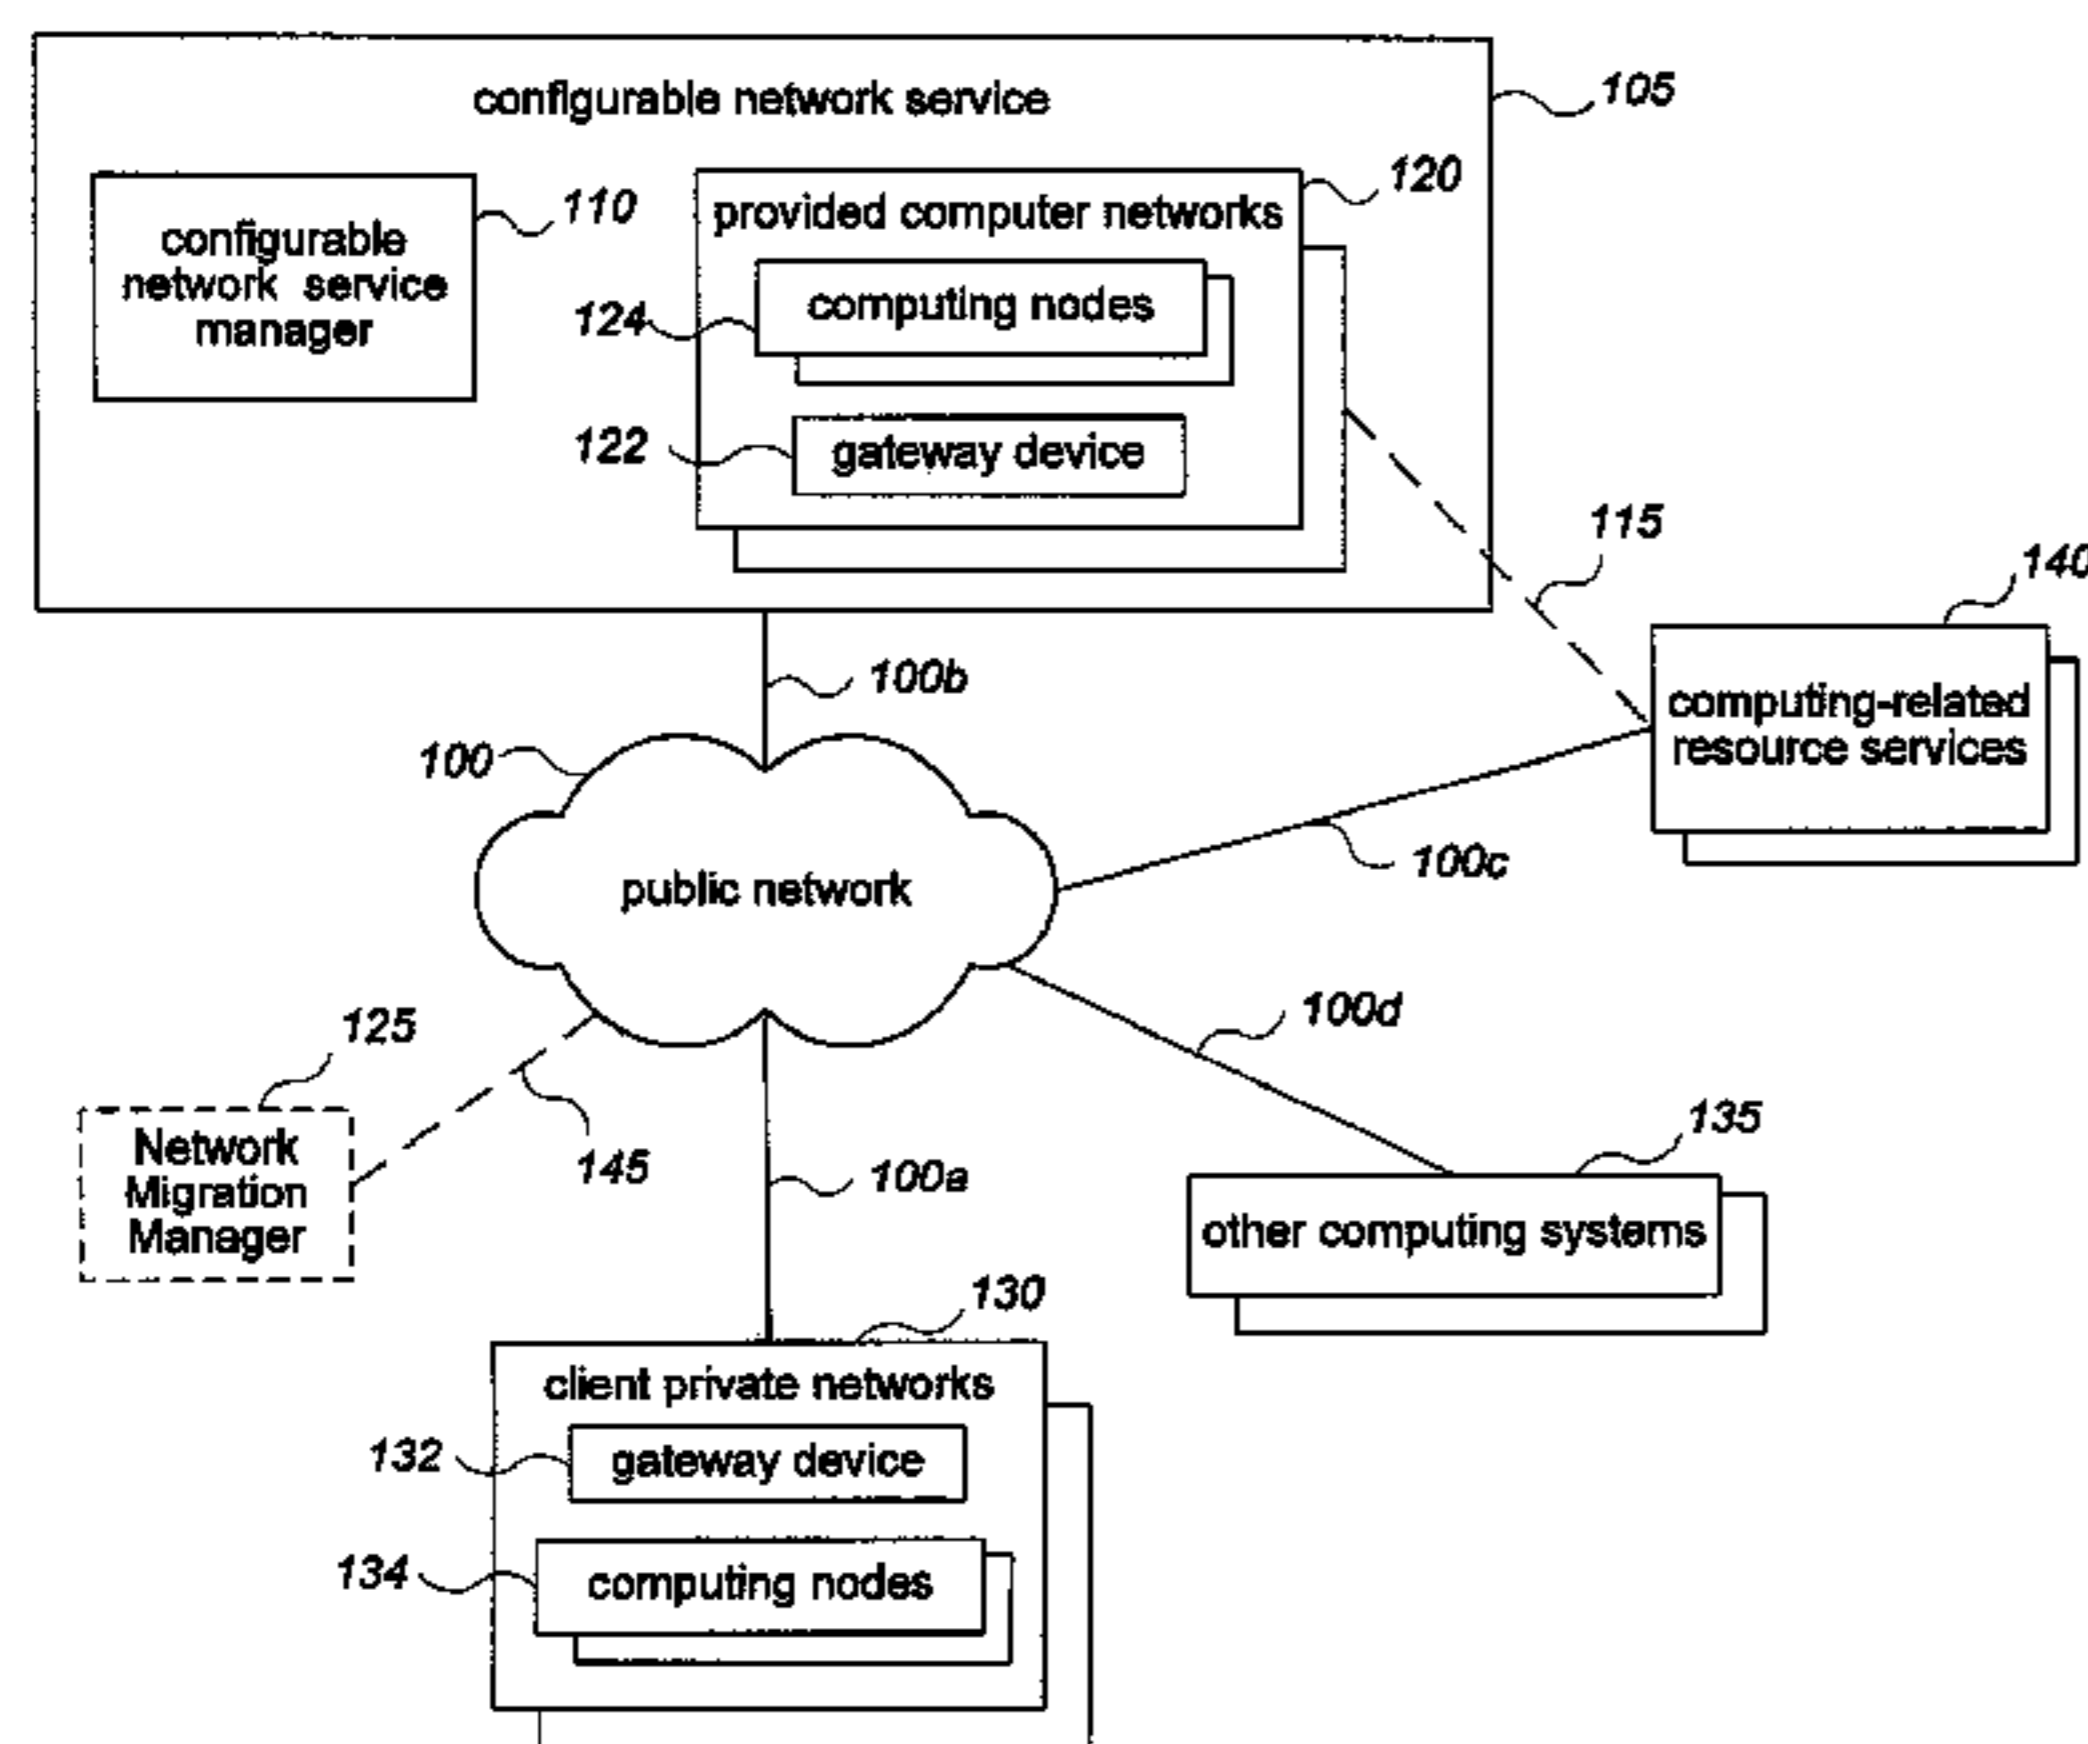 configurable network service
105
configurable
network service
manager
110
120
provided computer networks
124
computing nodes
122
gateway device
115
140
computing-related
resource services
100b
100
public network
100c
100d
125
Network
Migration
Manager
145
100a
135
other computing systems
130
client private networks
132
gateway device
134
computing nodes